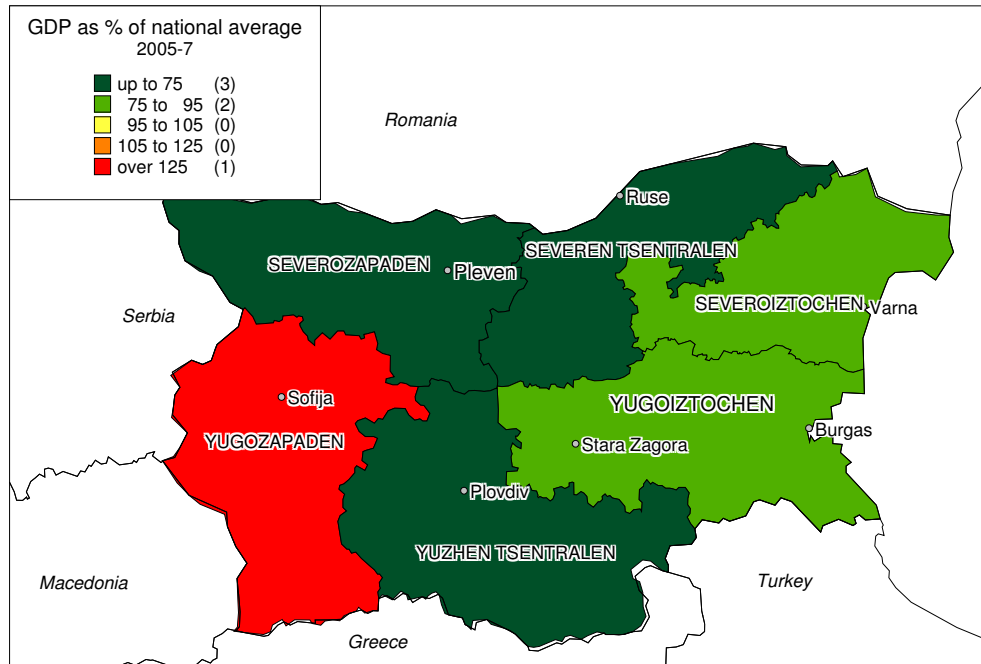 GDP as % of national average
2005-7
up to 75 (3)
75 to 95 (2)
95 to 105 (0)
105 to 125 (0)
over 125 (1)
Romania
Ruse
SEVEREN TSENTRALEN
SEVEROZAPADEN
Pleven
SEVEROIZTOCHEN
Varna
Serbia
Sofija
YUGOIZTOCHEN
Burgas
YUGOZAPADEN
Stara Zagora
Plovdiv
YUZHEN TSENTRALEN
Macedonia
Turkey
Greece